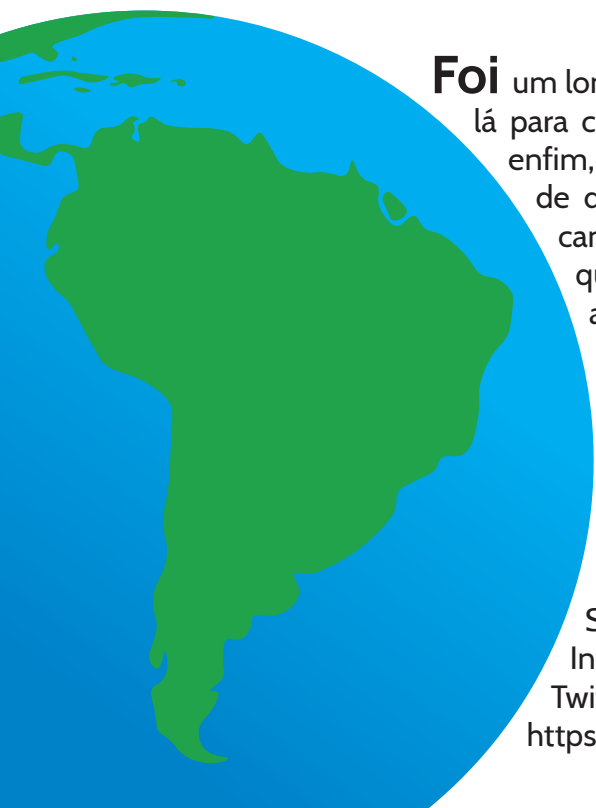 Foi um lon
lá para c
enfim,
de d
car
qu
a
S
In
Twi
https